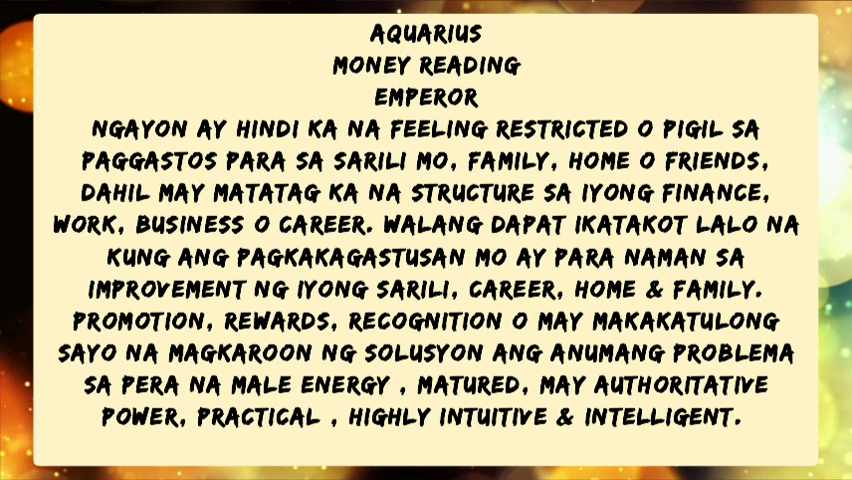 AQUARIUS
MONEY READING
EMPEROR
NGAYON AY HINDI KA NA FEELING RESTRICTED O PIGIL SA
PAGGASTOS PARA SA SARILI MO, FAMILY, HOME O FRIENDS,
DAHIL MAY MATATAG KA NA STRUCTURE SA IYONG FINANCE,
WORK, BUSINESS O CAREER. WALANG DAPAT IKATAKOT LALO NA
KUNG ANG PAGKAKAGASTUSAN MO AY PARA NAMAN SA
IMPROVEMENT NG IYONG SARILI, CAREER, HOME & FAMILY.
PROMOTION, REWARDS, RECOGNITION O MAY MAKAKATULONG
SAYO NA MAGKAROON NG SOLUSYON ANG ANUMANG PROBLEMA
SA PERA NA MALE ENERGY , MATURED, MAY AUTHORITATIVE
POWER, PRACTICAL , HIGHLY INTUITIVE & INTELLIGENT.